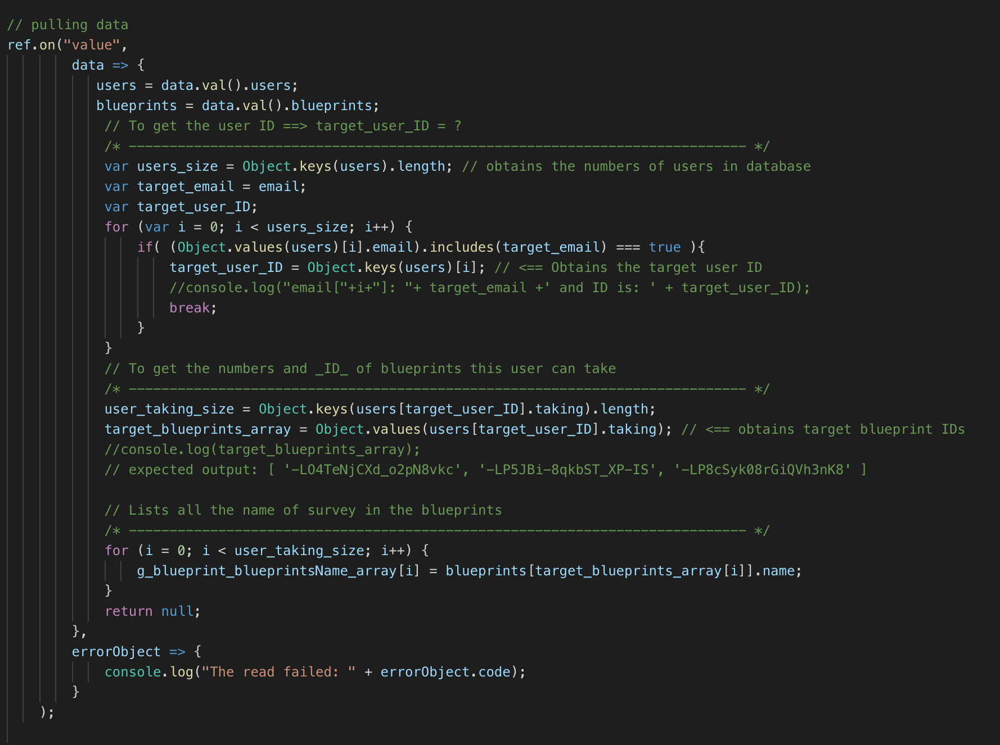 // pulling data
ref.on("value",
data => {
users = data.val().users;
blueprints = data.val().blueprints;
// To get the user ID ==> target_user_ID = ?
/* ---------------------------------------------------------------------------- */
var users_size = Object.keys(users).length; // obtains the numbers of users in database
var target_email = email;
var target_user_ID;
for (var i = 0; i < users_size; i++) {
if( (Object.values(users)[i].email).includes(target_email) === true ){
target_user_ID = Object.keys(users)[i]; // <== Obtains the target user ID
//console.log("email["+i+"]: "+ target_email +' and ID is: ' + target_user_ID);
break;
}
}
// To get the numbers and _ID_ of blueprints this user can take
/* ---------------------------------------------------------------------------- */
user_taking_size = Object.keys(users[target_user_ID].taking).length;
target_blueprints_array = Object.values(users[target_user_ID].taking); // <== obtains target blueprint IDs
//console.log(target_blueprints_array);
// expected output: [ '-LO4TeNjCXd_o2pN8vkc', '-LP5JBi-8qkbST_XP-IS', '-LP8cSyk08rGiQVh3nK8' ]
// Lists all the name of survey in the blueprints
/* ---------------------------------------------------------------------------- */
for (i = 0; i < user_taking_size; i++) {
g_blueprint_blueprintsName_array[i] = blueprints[target_blueprints_array[i]].name;
}
return null;
},
errorObject => {
console.log("The read failed: " + errorObject.code);
}
);